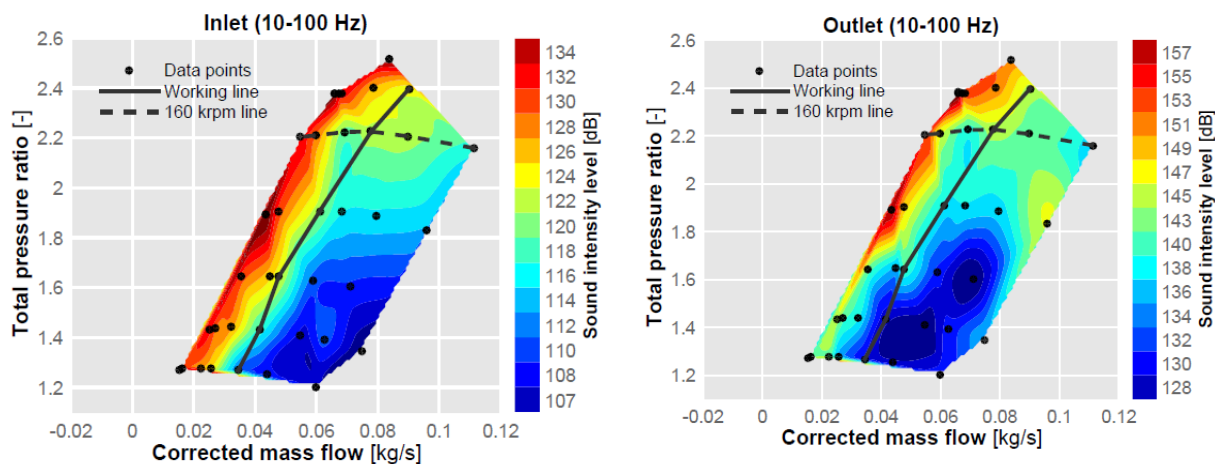 Inlet (10-100 Hz)
2.6
2.4
2.2
2
1.8
1.6
1.4
1.2
Total pressure ratio [-]
Data points
Working line
160 krpm line
-0.02 0 0.02 0.04 0.06 0.08 0.10 0.12
Corrected mass flow [kg/s]
134
132
130
128
126
124
122
120
118
116
114
112
110
108
107
Sound intensity level [dB]
Outlet (10-100 Hz)
2.6
2.4
2.2
2
1.8
1.6
1.4
1.2
Total pressure ratio [-]
Data points
Working line
160 krpm line
-0.02 0 0.02 0.04 0.06 0.08 0.10 0.12
Corrected mass flow [kg/s]
157
155
153
151
149
147
145
143
140
138
136
134
132
130
128
Sound intensity level [dB]